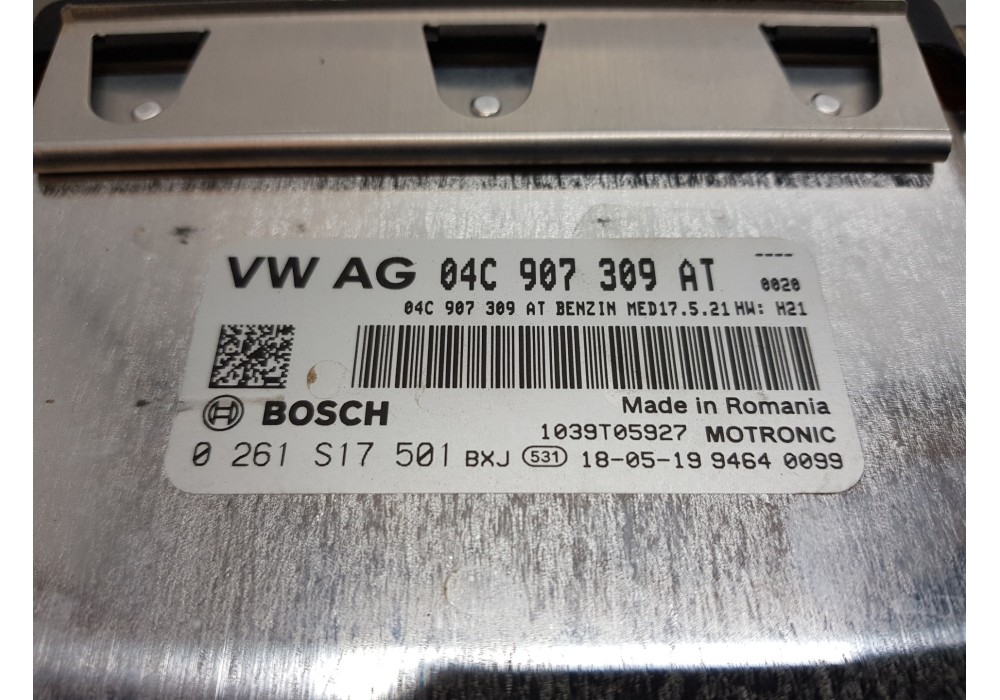 VW AG 04C 907 309 AT ---- 0020
04C 907 309 AT BENZIN MED17.5.21 HW: H21
BOSCH
Made in Romania
1039T05927 MOTRONIC
0 261 S17 501 BXJ 531 18-05-19 9464 0099